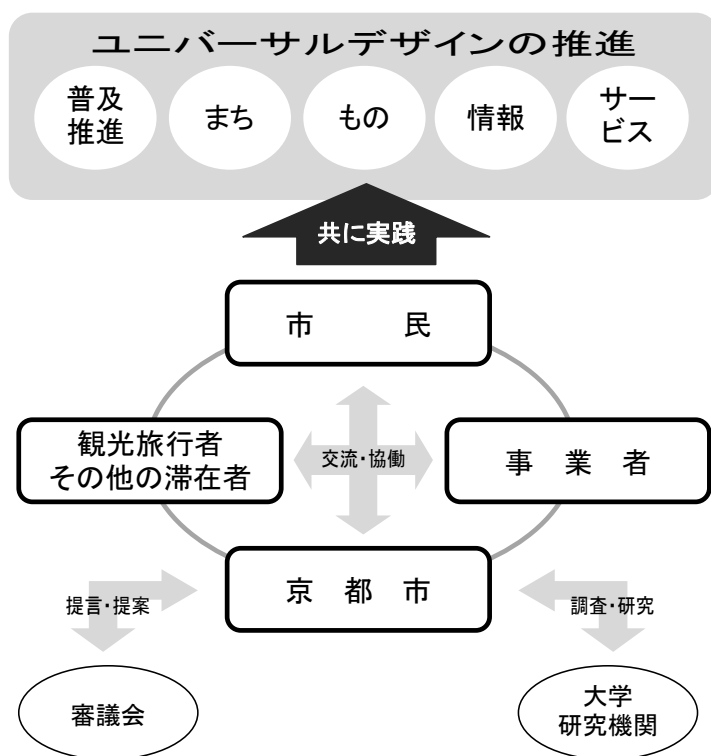 ユニバーサルデザインの推進
普及
推進
まち
もの
情報
サー
ビス
共に実践
市民
観光旅行者
その他の滞在者
交流・協働
事業者
京都市
提言・提案
調査・研究
審議会
大学
研究機関